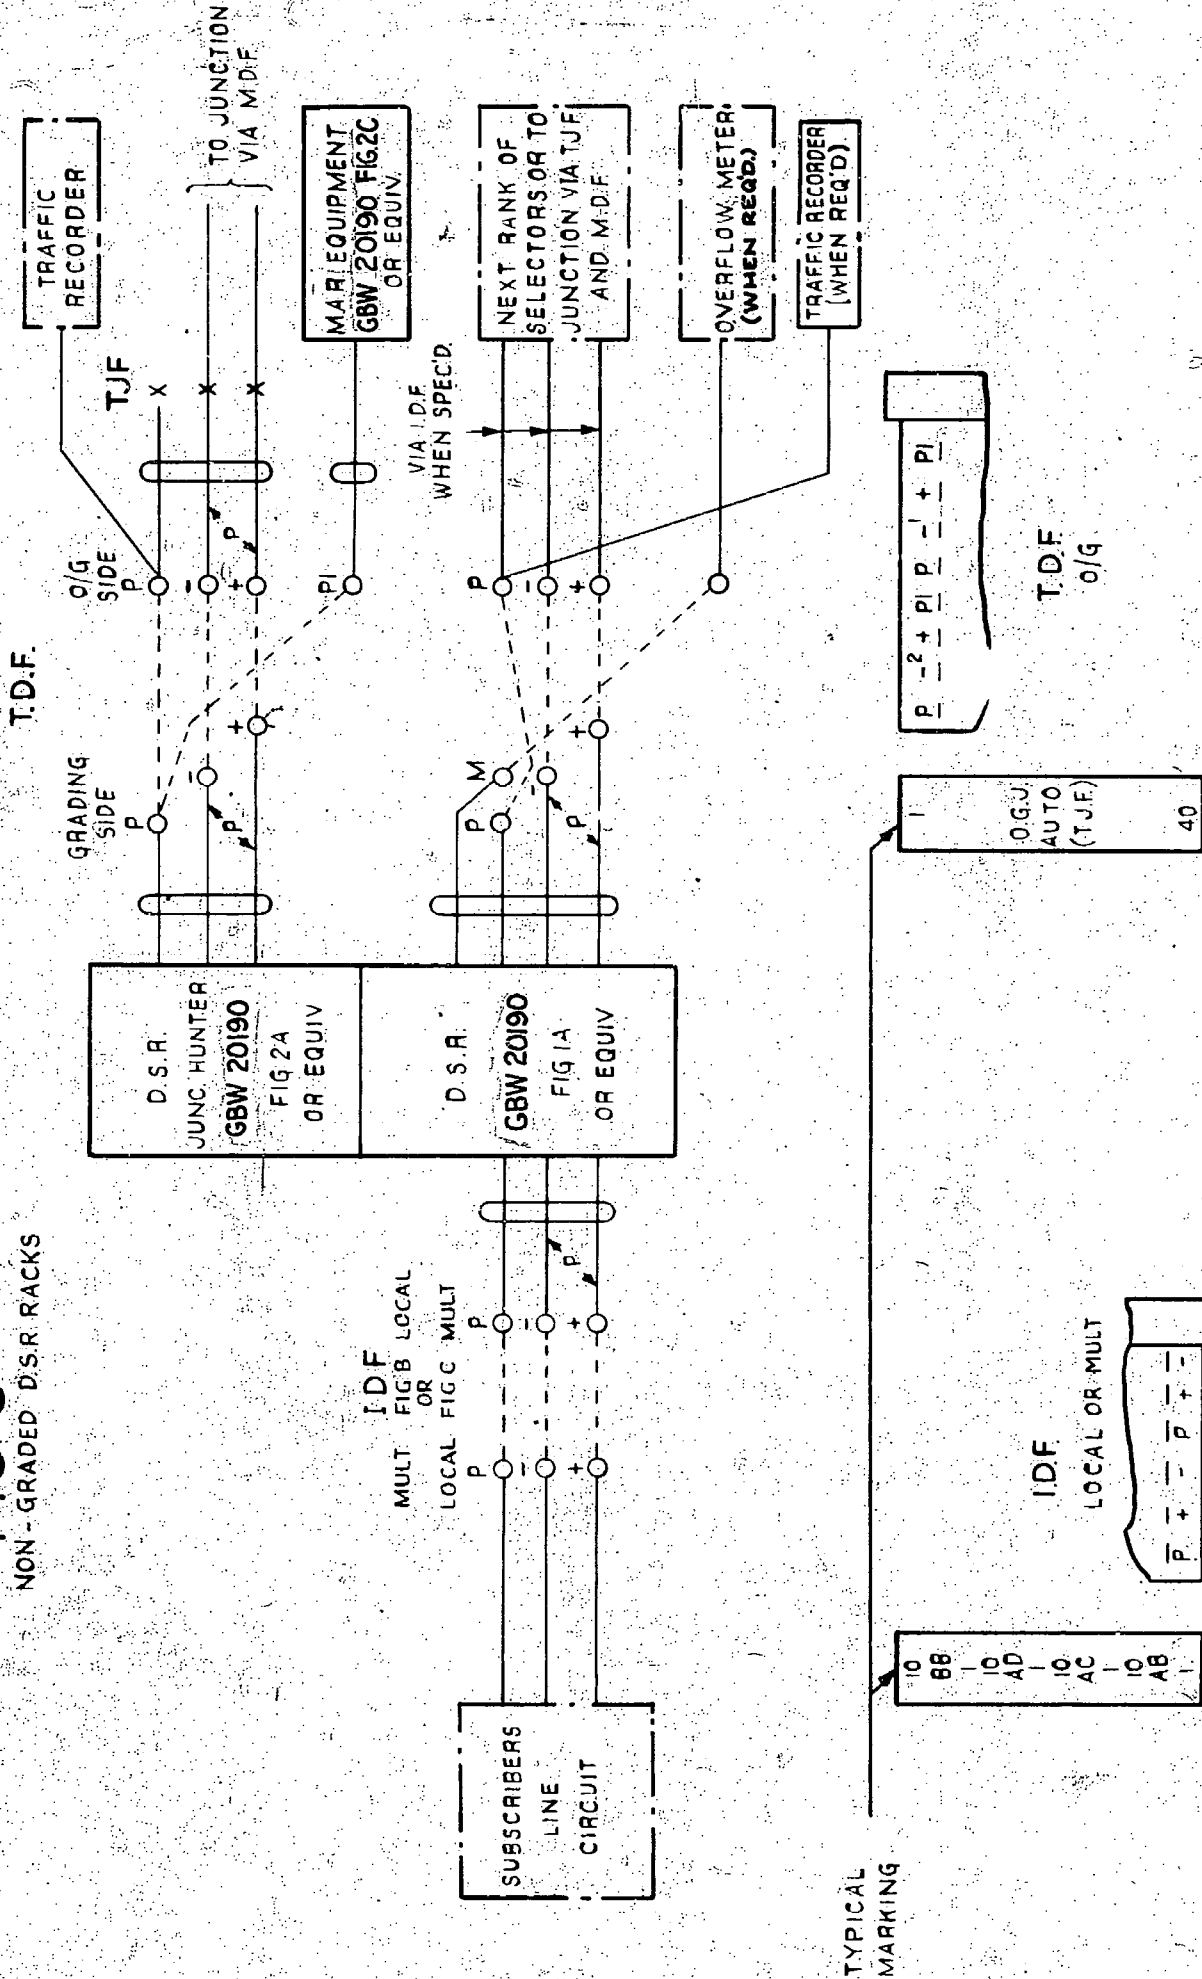 NON-GRADED D.S.R. RACKS
T.D.F.
TRAFFIC
RECORDER
TJF
TO JUNCTION
VIA M.D.F.
GRADING
SIDE
O/G
SIDE
P
P
-
-
+
+
P
P
P1
MAR1 EQUIPMENT
GBW 20190 FIG.2C
OR EQUIV.
D.S.R.
JUNC. HUNTER
GBW 20190
FIG 2A
OR EQUIV
D.S.R.
GBW 20190
FIG 1A
OR EQUIV
VIA I.D.F.
WHEN SPEC'D.
NEXT RANK OF
SELECTORS OR TO
JUNCTION VIA TJF
AND M.D.F.
M
P
P
-
-
+
+
P
OVERFLOW METER
(WHEN REQ'D.)
TRAFFIC RECORDER
(WHEN REQ'D)
I.D.F
MULT FIG B LOCAL
OR
LOCAL FIG C MULT
P P
- -
+ +
P
SUBSCRIBERS
LINE
CIRCUIT
TYPICAL
MARKING
10
BB
1
10
AD
1
10
AC
1
10
AB
1
I.D.F.
LOCAL OR MULT
P + - - P + -
1
O.G.J.
AUTO
(T.J.F.)
40
P -2 + P1 P -1 + P1
T.D.F.
O/G